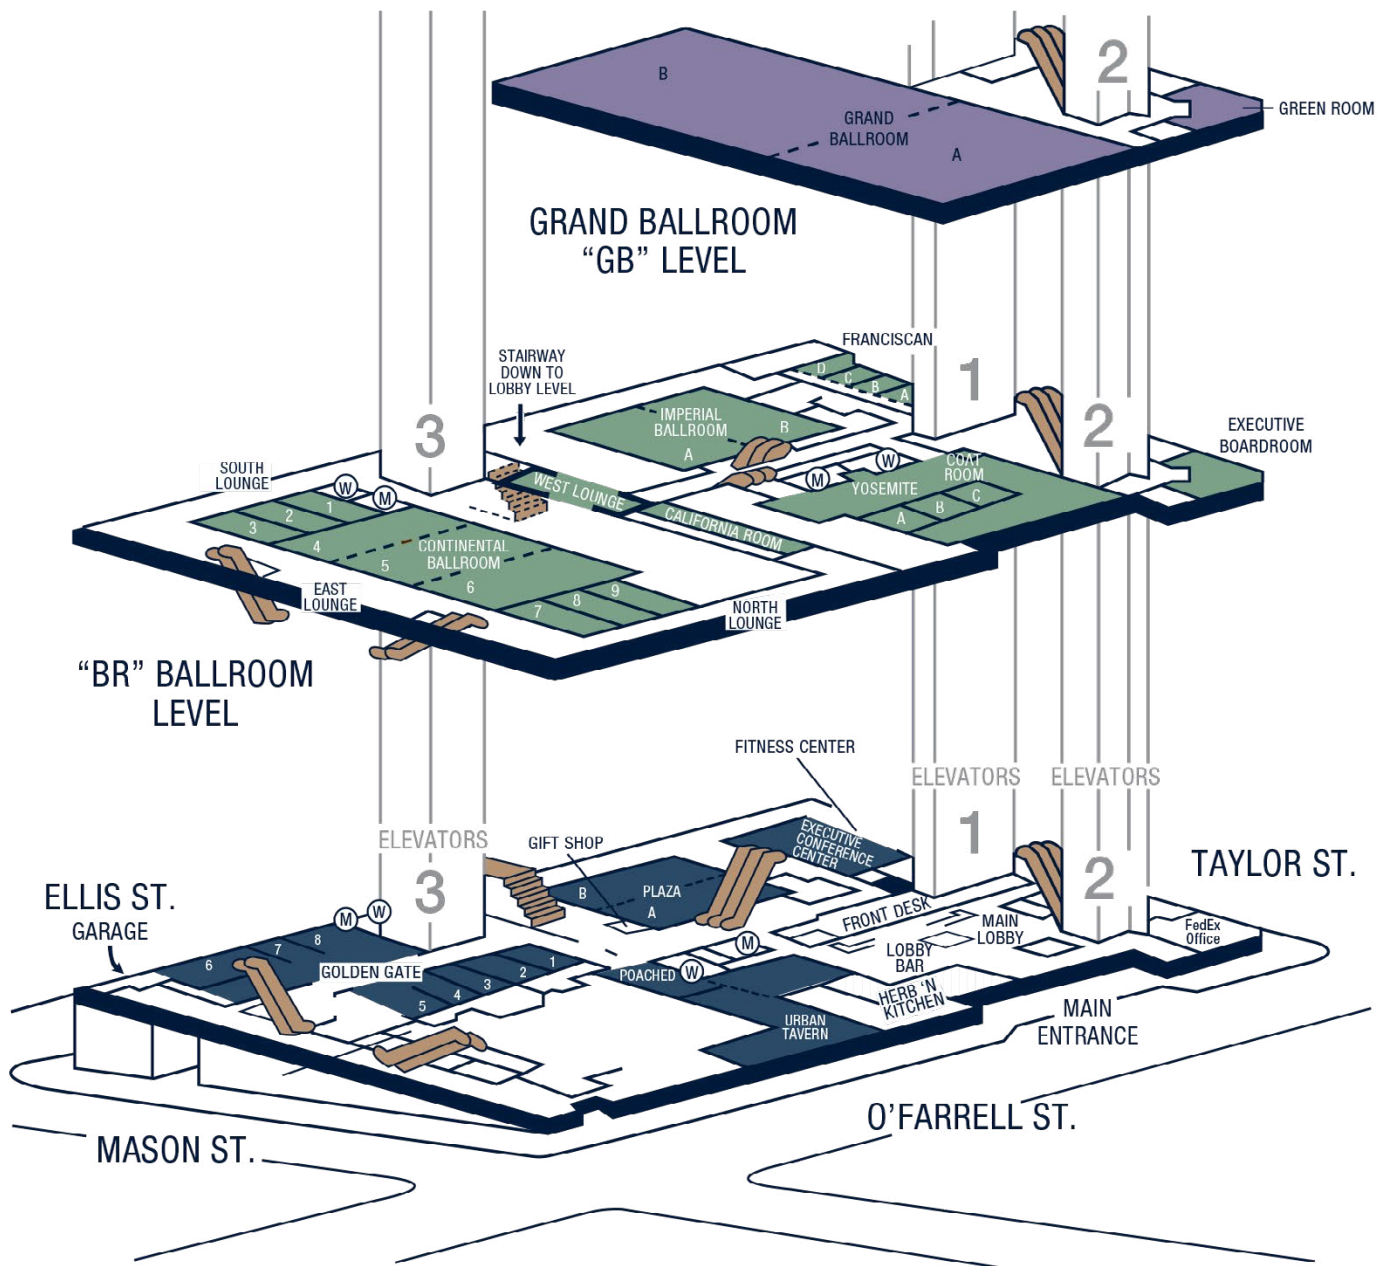 B
2
GREEN ROOM
GRAND
BALLROOM
A
GRAND BALLROOM
“GB” LEVEL
FRANCISCAN
STAIRWAY
DOWN TO
LOBBY LEVEL
D
C
B
A
1
IMPERIAL
BALLROOM
B
A
3
2
EXECUTIVE
BOARDROOM
SOUTH
LOUNGE
W
M
W
M
COAT
ROOM
YOSEMITE
C
B
A
WEST LOUNGE
CALIFORNIA ROOM
1
2
3
4
CONTINENTAL
BALLROOM
5
6
7
8
9
EAST
LOUNGE
NORTH
LOUNGE
“BR” BALLROOM
LEVEL
FITNESS CENTER
ELEVATORS
ELEVATORS
1
ELEVATORS
GIFT SHOP
EXECUTIVE
CONFERENCE
CENTER
TAYLOR ST.
3
2
ELLIS ST.
GARAGE
B
PLAZA
A
M
W
FRONT DESK
MAIN
LOBBY
FedEx
Office
8
7
6
GOLDEN GATE
1
2
3
4
5
M
W
POACHED
LOBBY
BAR
HERB ‘N
KITCHEN
URBAN
TAVERN
MAIN
ENTRANCE
O’FARRELL ST.
MASON ST.